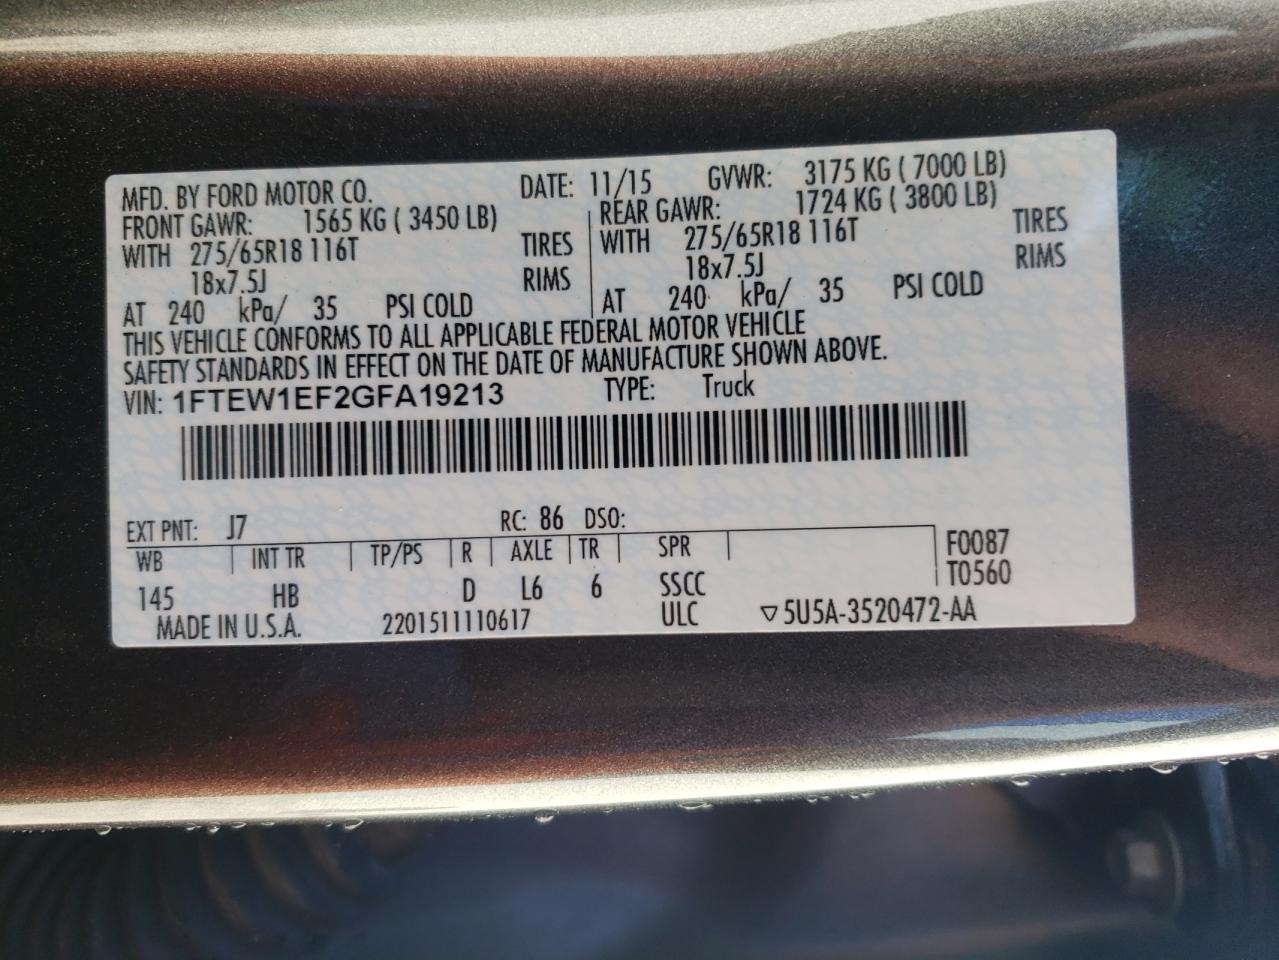 MFD. BY FORD MOTOR CO. DATE: 11/15 GVWR: 3175 KG ( 7000 LB)
FRONT GAWR: 1565 KG ( 3450 LB) REAR GAWR: 1724 KG ( 3800 LB)
WITH 275/65R18 116T TIRES WITH 275/65R18 116T TIRES
18x7.5J RIMS 18x7.5J RIMS
AT 240 kPa/ 35 PSI COLD AT 240 kPa/ 35 PSI COLD
THIS VEHICLE CONFORMS TO ALL APPLICABLE FEDERAL MOTOR VEHICLE
SAFETY STANDARDS IN EFFECT ON THE DATE OF MANUFACTURE SHOWN ABOVE.
VIN: 1FTEW1EF2GFA19213 TYPE: Truck
EXT PNT: J7 RC: 86 DSO:
WB INT TR TP/PS R AXLE TR SPR F0087
145 HB D L6 6 SSCC T0560
MADE IN U.S.A. 2201511110617 ULC ▽5U5A-3520472-AA